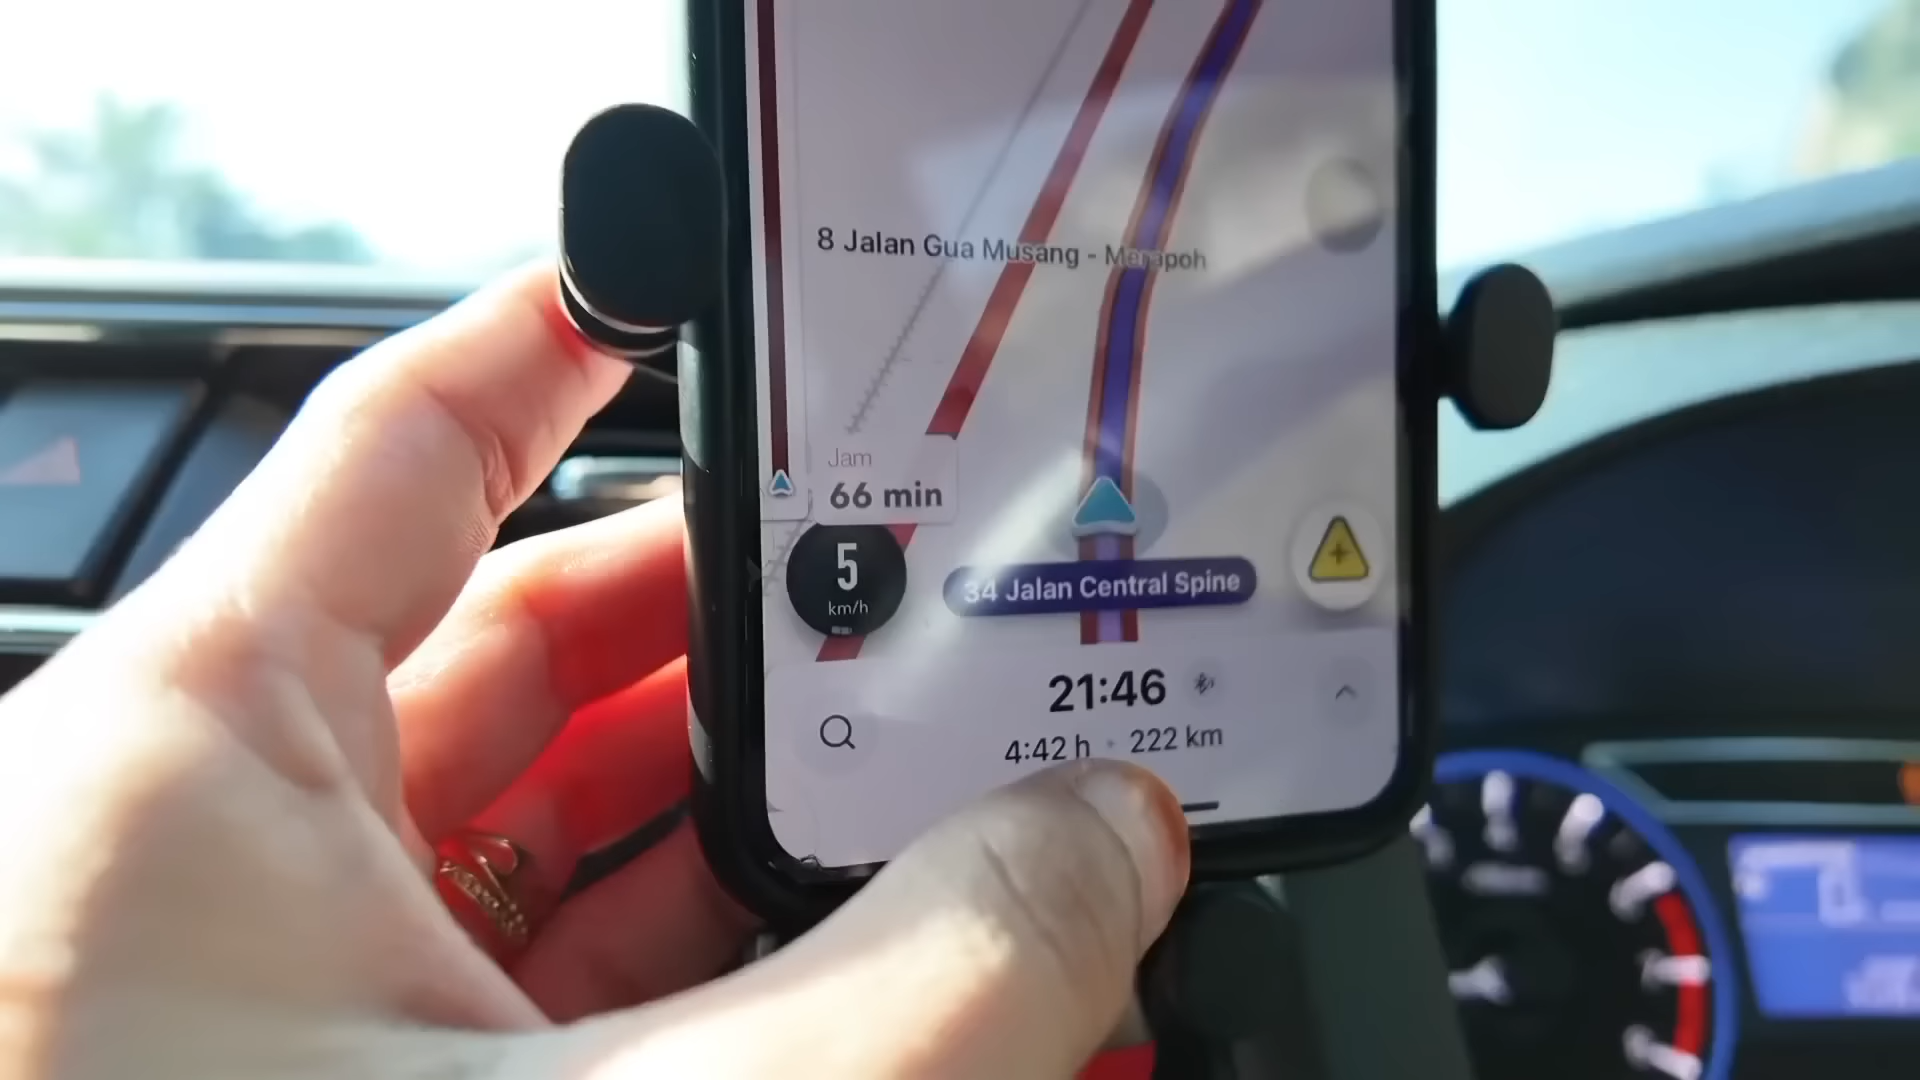 8 Jalan Gua Musang - Merapoh
Jam
66 min
5
km/h
34 Jalan Central Spine
21:46
4:42 h · 222 km